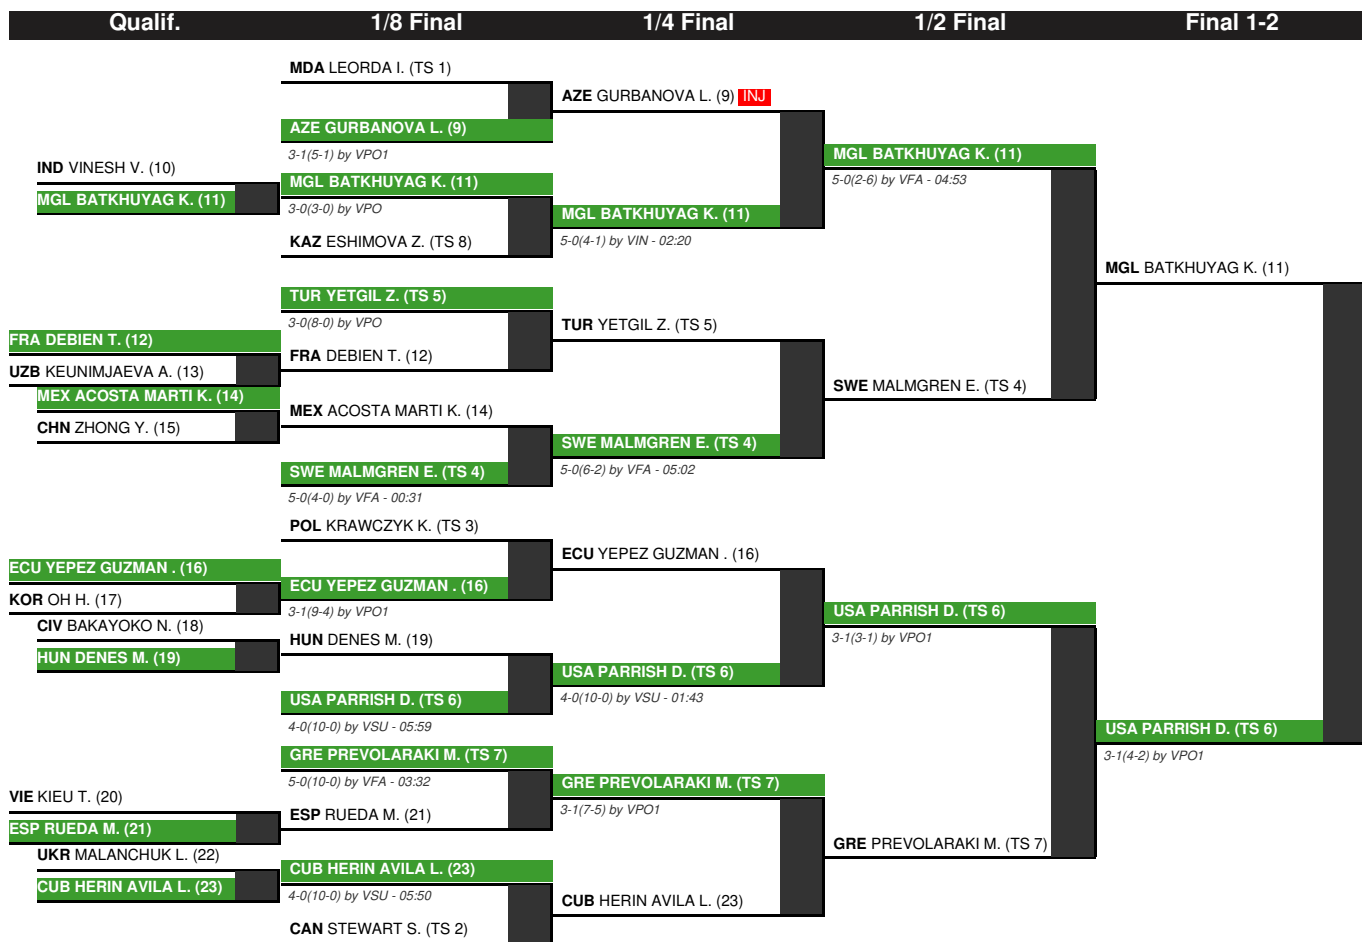 Qualif.
1/8 Final
1/4 Final
1/2 Final
Final 1-2
IND VINESH V. (10)
MGL BATKHUYAG K. (11)
FRA DEBIEN T. (12)
UZB KEUNIMJAEVA A. (13)
MEX ACOSTA MARTI K. (14)
CHN ZHONG Y. (15)
ECU YEPEZ GUZMAN . (16)
KOR OH H. (17)
CIV BAKAYOKO N. (18)
HUN DENES M. (19)
VIE KIEU T. (20)
ESP RUEDA M. (21)
UKR MALANCHUK L. (22)
CUB HERIN AVILA L. (23)
MDA LEORDA I. (TS 1)
AZE GURBANOVA L. (9)
3-1(5-1) by VPO1
MGL BATKHUYAG K. (11)
3-0(3-0) by VPO
KAZ ESHIMOVA Z. (TS 8)
TUR YETGIL Z. (TS 5)
3-0(8-0) by VPO
FRA DEBIEN T. (12)
MEX ACOSTA MARTI K. (14)
SWE MALMGREN E. (TS 4)
5-0(4-0) by VFA - 00:31
POL KRAWCZYK K. (TS 3)
ECU YEPEZ GUZMAN . (16)
3-1(9-4) by VPO1
HUN DENES M. (19)
USA PARRISH D. (TS 6)
4-0(10-0) by VSU - 05:59
GRE PREVOLARAKI M. (TS 7)
5-0(10-0) by VFA - 03:32
ESP RUEDA M. (21)
CUB HERIN AVILA L. (23)
4-0(10-0) by VSU - 05:50
CAN STEWART S. (TS 2)
AZE GURBANOVA L. (9) INJ
MGL BATKHUYAG K. (11)
5-0(4-1) by VIN - 02:20
TUR YETGIL Z. (TS 5)
SWE MALMGREN E. (TS 4)
5-0(6-2) by VFA - 05:02
ECU YEPEZ GUZMAN . (16)
USA PARRISH D. (TS 6)
4-0(10-0) by VSU - 01:43
GRE PREVOLARAKI M. (TS 7)
3-1(7-5) by VPO1
CUB HERIN AVILA L. (23)
MGL BATKHUYAG K. (11)
5-0(2-6) by VFA - 04:53
SWE MALMGREN E. (TS 4)
USA PARRISH D. (TS 6)
3-1(3-1) by VPO1
GRE PREVOLARAKI M. (TS 7)
MGL BATKHUYAG K. (11)
USA PARRISH D. (TS 6)
3-1(4-2) by VPO1